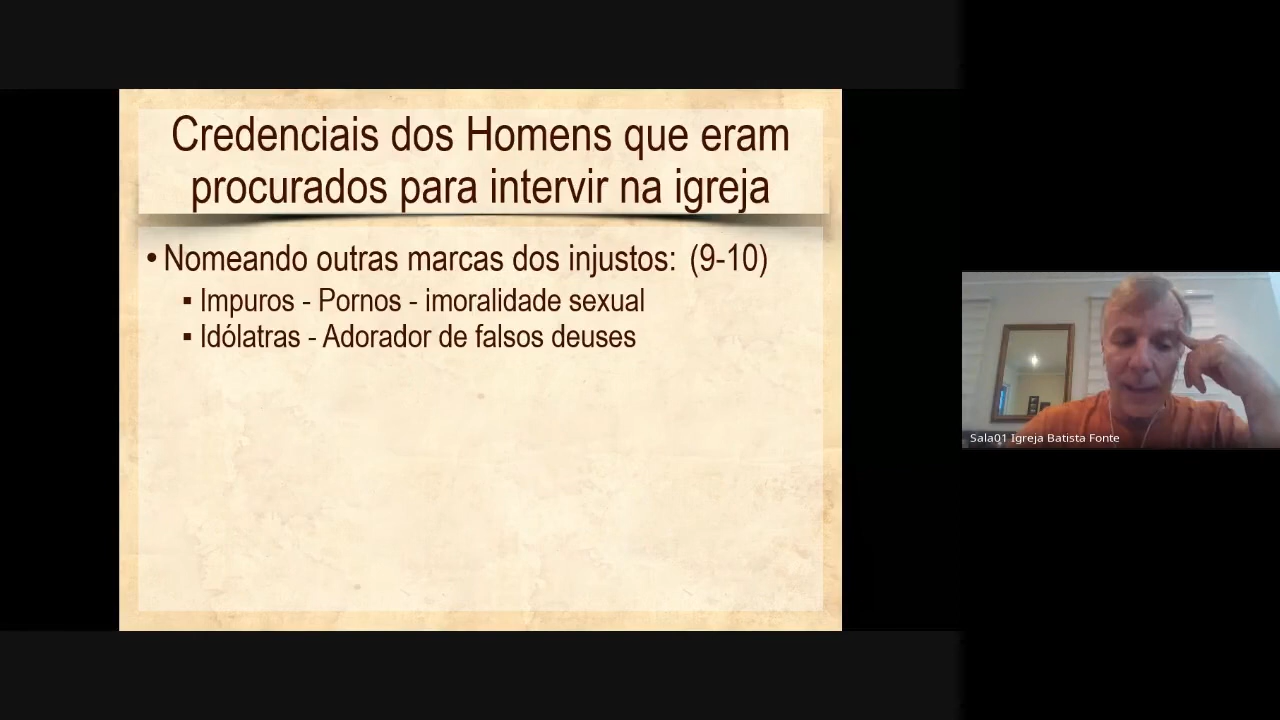 Credenciais dos Homens que eram
procurados para intervir na igreja
• Nomeando outras marcas dos injustos: (9-10)
▪ Impuros - Pornos - imoralidade sexual
▪ Idólatras - Adorador de falsos deuses
Sala01 Igreja Batista Fonte